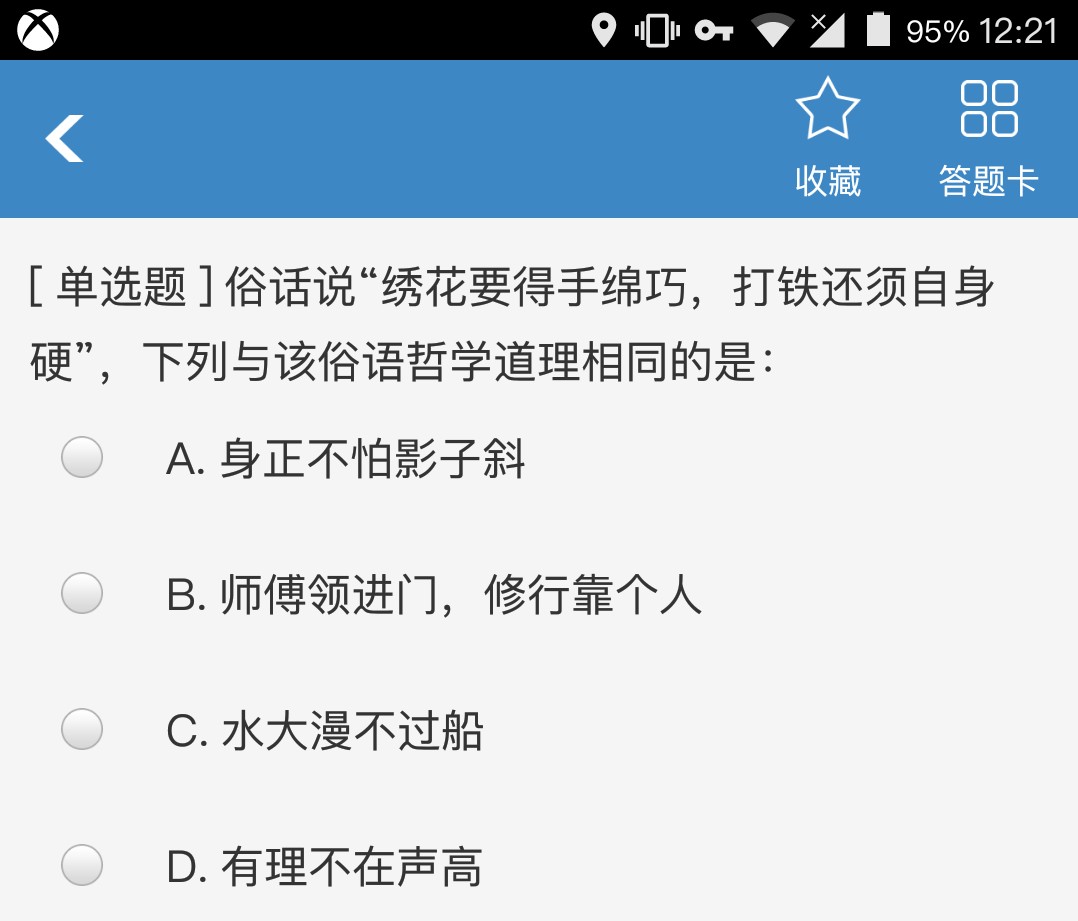 95% 12:21
收藏
答题卡
[ 单选题 ] 俗话说“绣花要得手绵巧，打铁还须自身
硬”，下列与该俗语哲学道理相同的是：
A. 身正不怕影子斜
B. 师傅领进门，修行靠个人
C. 水大漫不过船
D. 有理不在声高